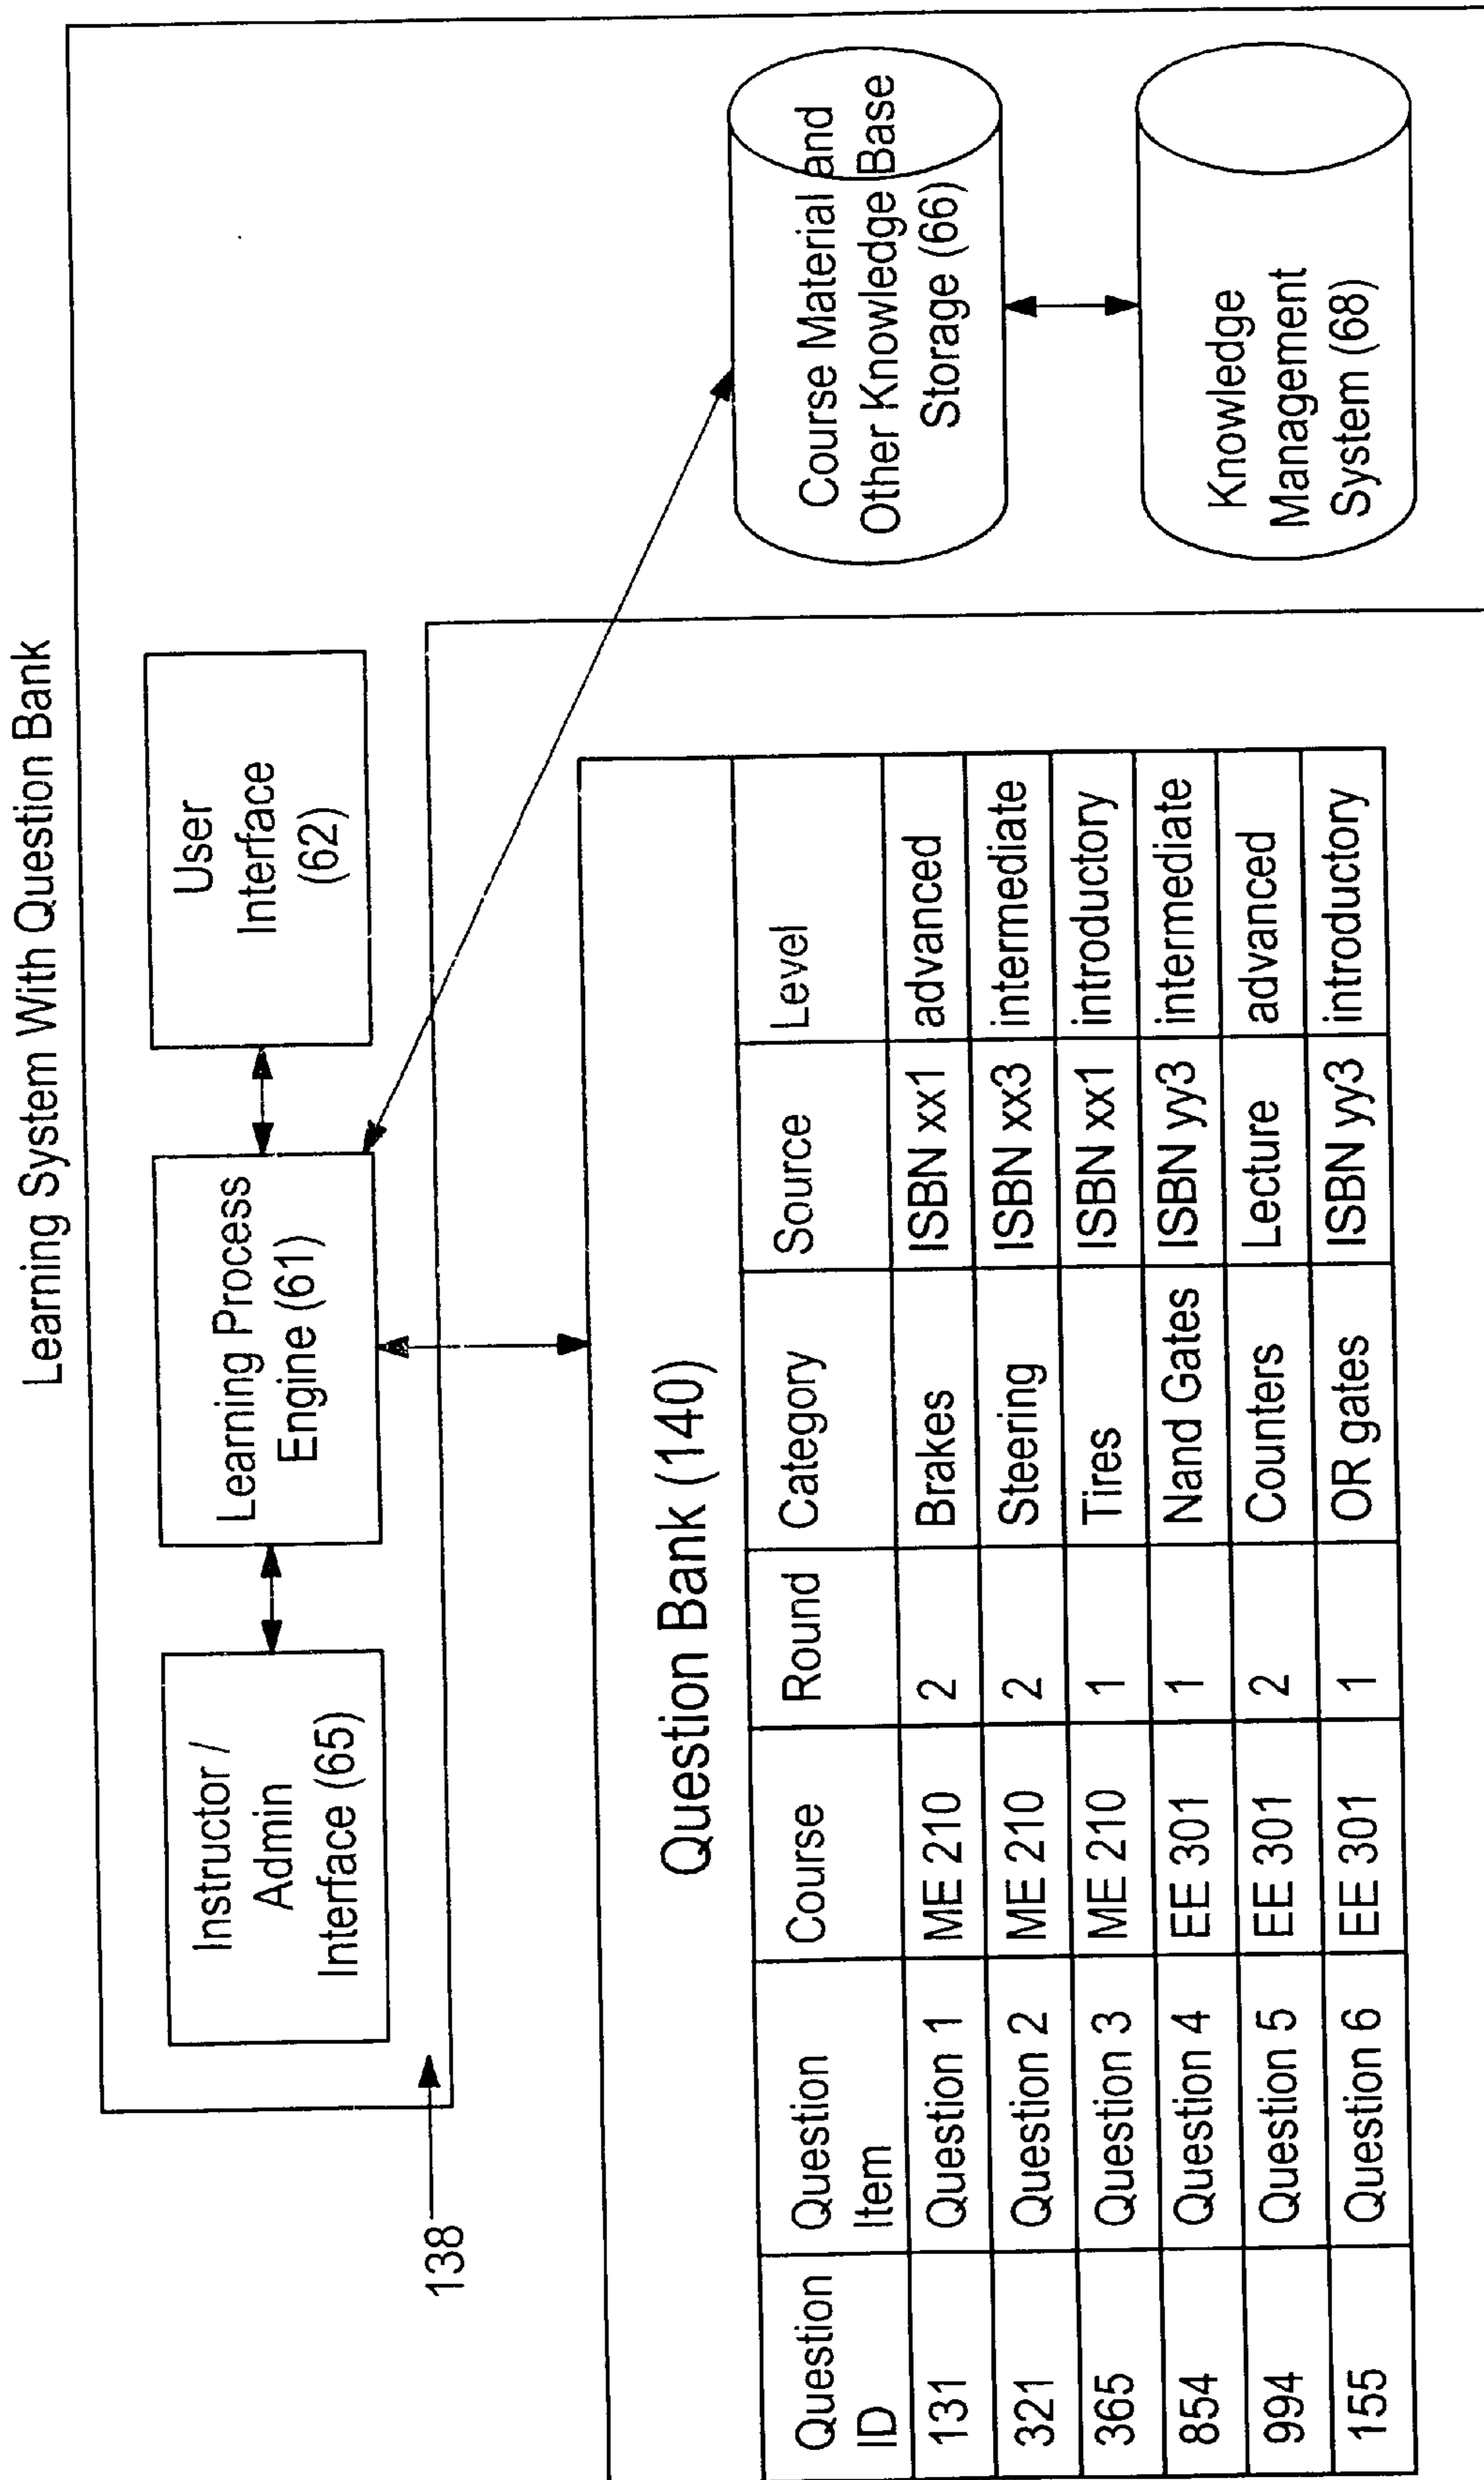 Learning System With Question Bank
Instructor /
Admin
Interface (65)
Learning Process
Engine (61)
User
Interface
(62)
138
Course Material and
Other Knowledge Base
Storage (66)
Knowledge
Management
System (68)
Question Bank (140)
Question ID Question Item Course Round Category Source Level
131 Question 1 ME 210 2 Brakes ISBN xx1 advanced
321 Question 2 ME 210 2 Steering ISBN xx3 intermediate
365 Question 3 ME 210 1 Tires ISBN xx1 introductory
854 Question 4 EE 301 1 Nand Gates ISBN yy3 intermediate
994 Question 5 EE 301 2 Counters Lecture advanced
155 Question 6 EE 301 1 OR gates ISBN yy3 introductory